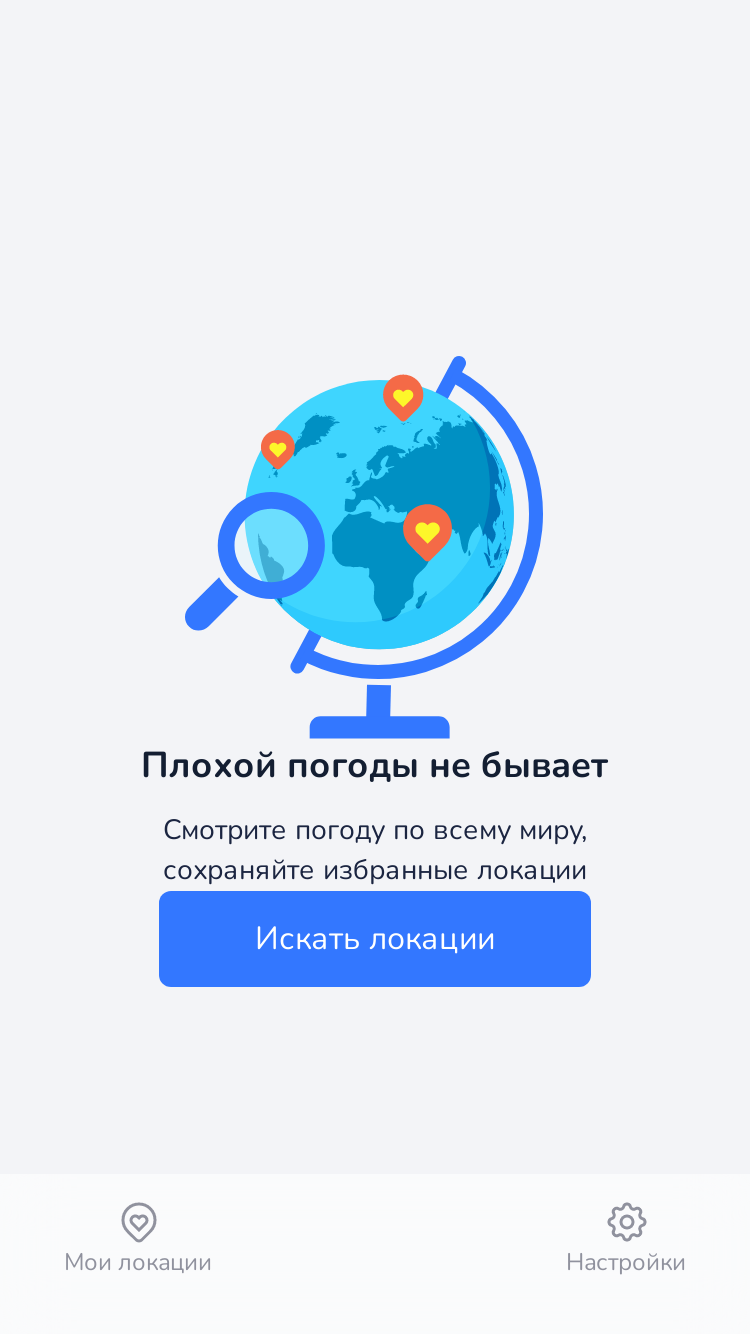 Плохой погоды не бывает
Смотрите погоду по всему миру,
сохраняйте избранные локации
Искать локации
Мои локации
Настройки